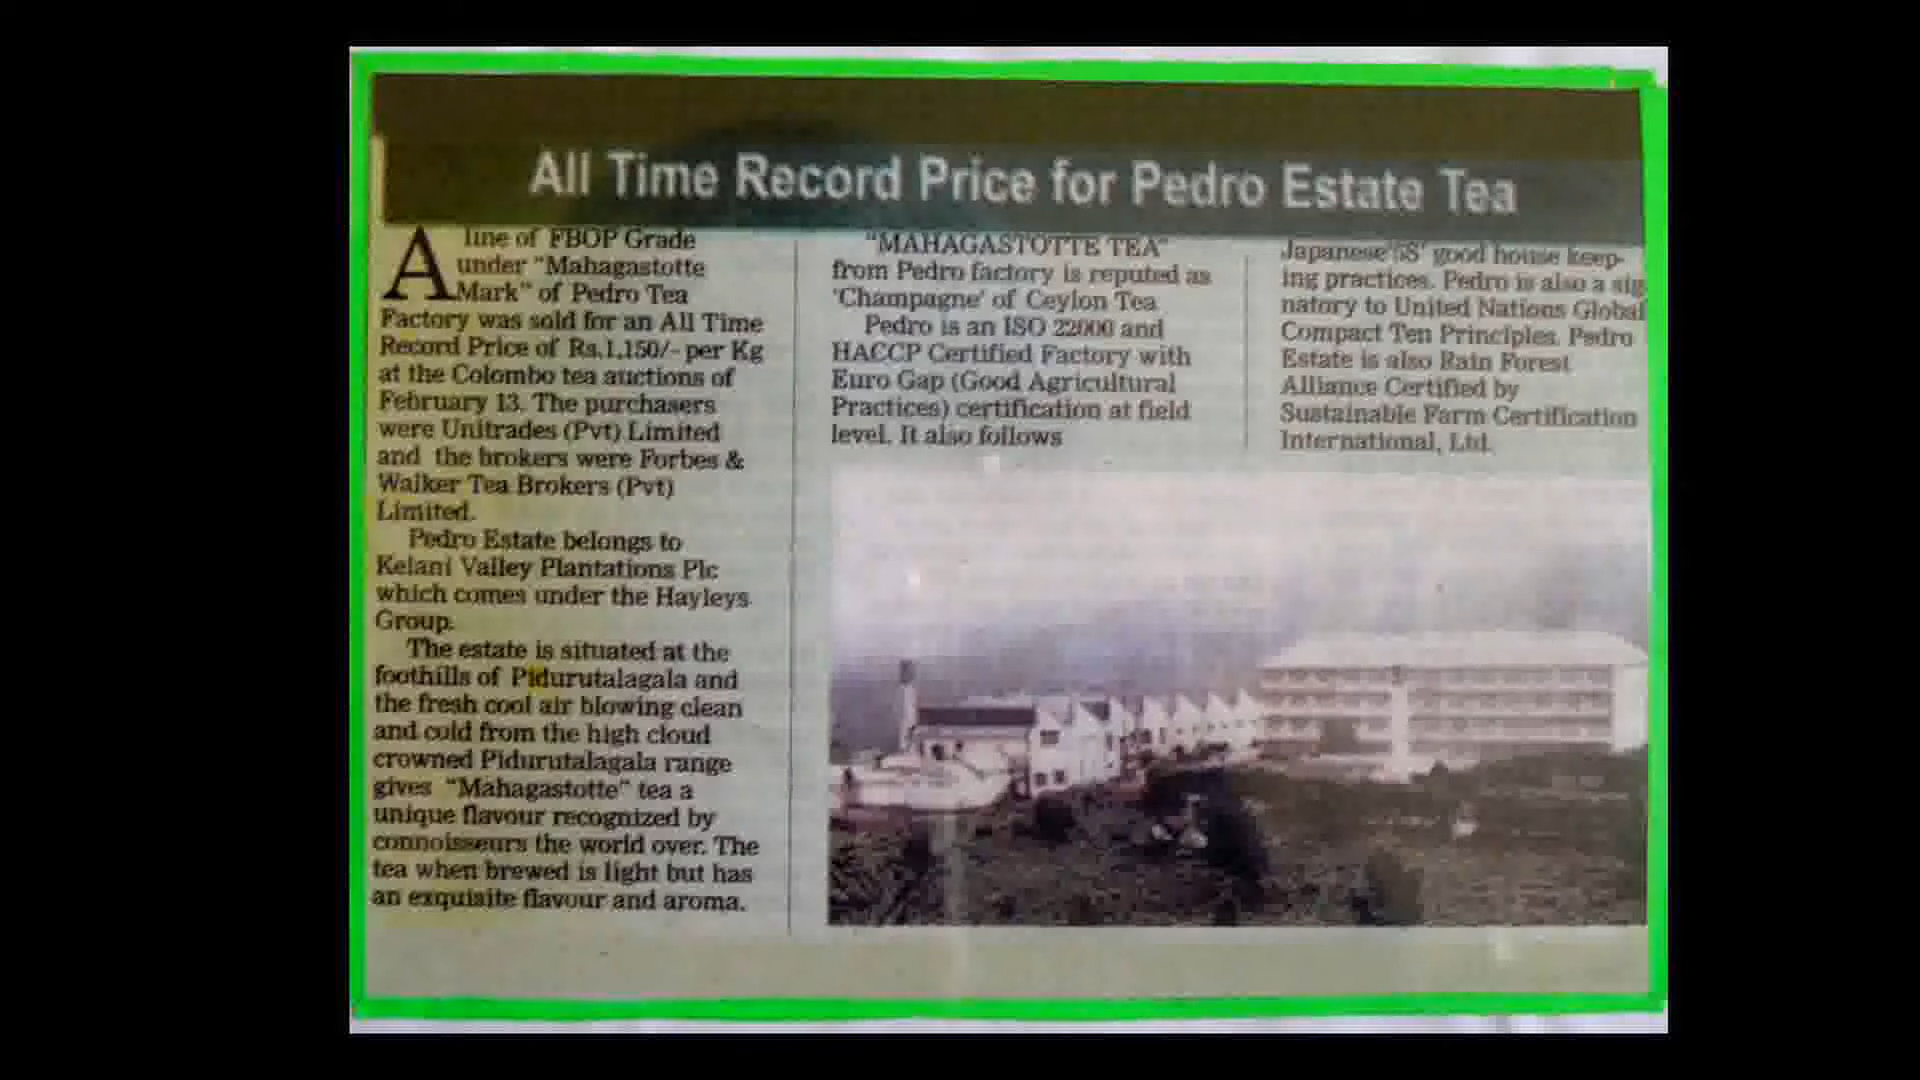 All Time Record Price for Pedro Estate Tea
A line of FBOP Grade
under "Mahagastotte
Mark" of Pedro Tea
Factory was sold for an All Time
Record Price of Rs.1,150/- per Kg
at the Colombo tea auctions of
February 13. The purchasers
were Unitrades (Pvt) Limited
and the brokers were Forbes &
Walker Tea Brokers (Pvt)
Limited.
Pedro Estate belongs to
Kelani Valley Plantations Plc
which comes under the Hayleys
Group.
The estate is situated at the
foothills of Pidurutalagala and
the fresh cool air blowing clean
and cold from the high cloud
crowned Pidurutalagala range
gives "Mahagastotte" tea a
unique flavour recognized by
connoisseurs the world over. The
tea when brewed is light but has
an exquisite flavour and aroma.
"MAHAGASTOTTE TEA"
from Pedro factory is reputed as
'Champagne' of Ceylon Tea
Pedro is an ISO 22000 and
HACCP Certified Factory with
Euro Gap (Good Agricultural
Practices) certification at field
level. It also follows
Japanese'5S' good house keep-
ing practices. Pedro is also a sig
natory to United Nations Global
Compact Ten Principles. Pedro
Estate is also Rain Forest
Alliance Certified by
Sustainable Farm Certification
International, Ltd.